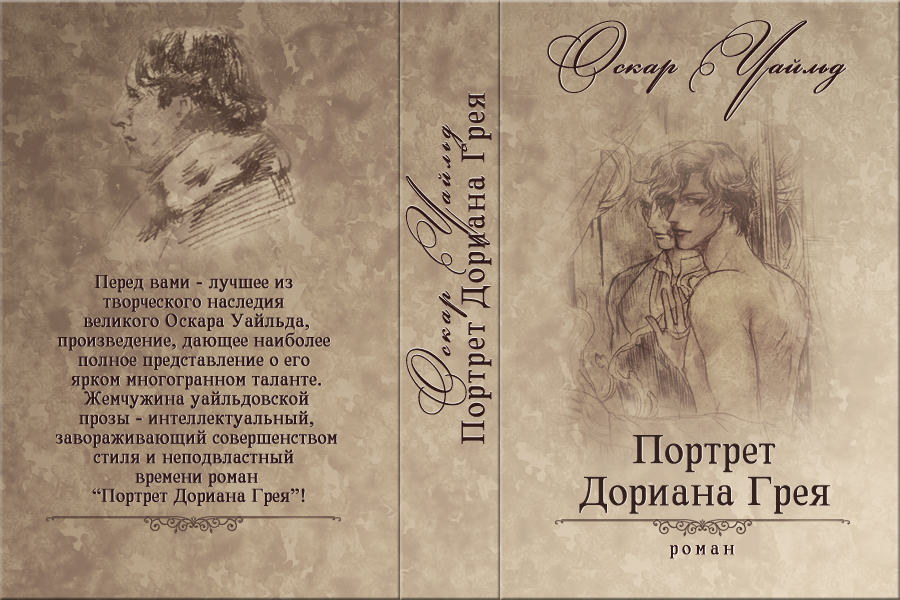 Перед вами - лучшее из
творческого наследия
великого Оскара Уайльда,
произведение, дающее наиболее
полное представление о его
ярком многогранном таланте.
Жемчужина уайльдовской
прозы - интеллектуальный,
завораживающий совершенством
стиля и неподвластный
времени роман
“Портрет Дориана Грея”!
Оскар Уайльд
Портрет Дориана Грея
Оскар Уайльд
Портрет
Дориана Грея
роман